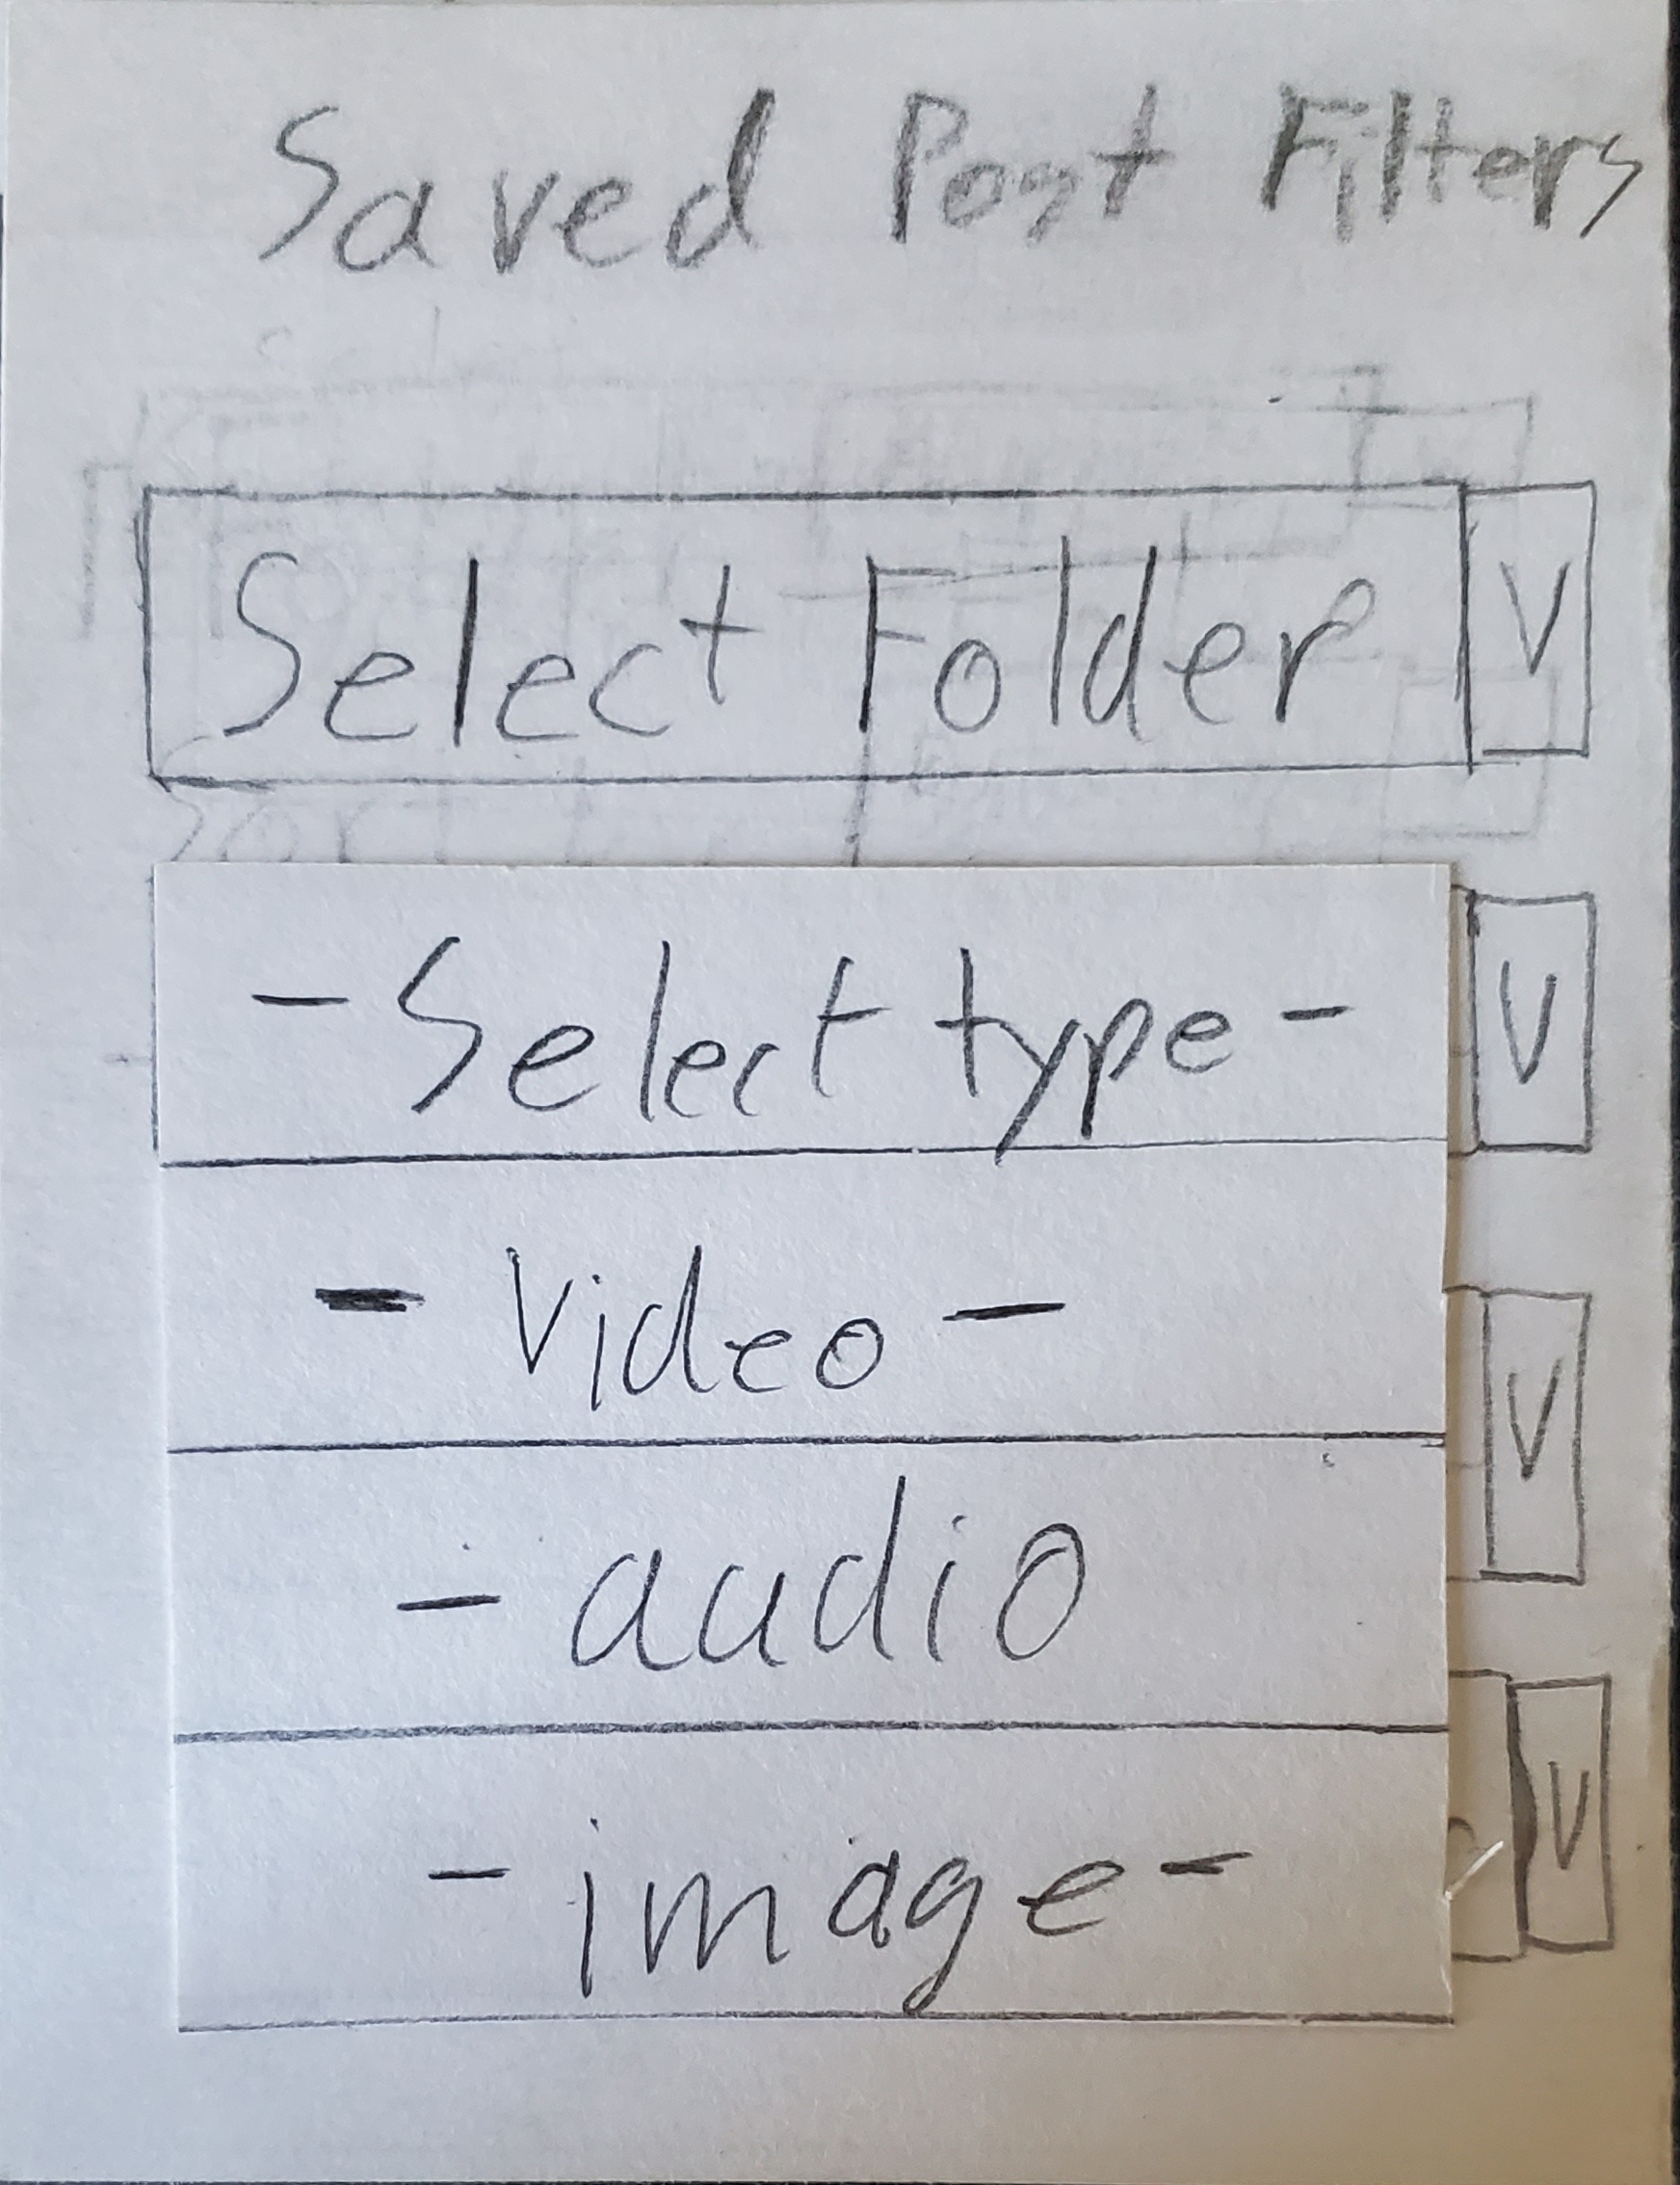 Saved Post Filters
Select Folder V
-Select type- V
- Video -
V
- audio
- image - V